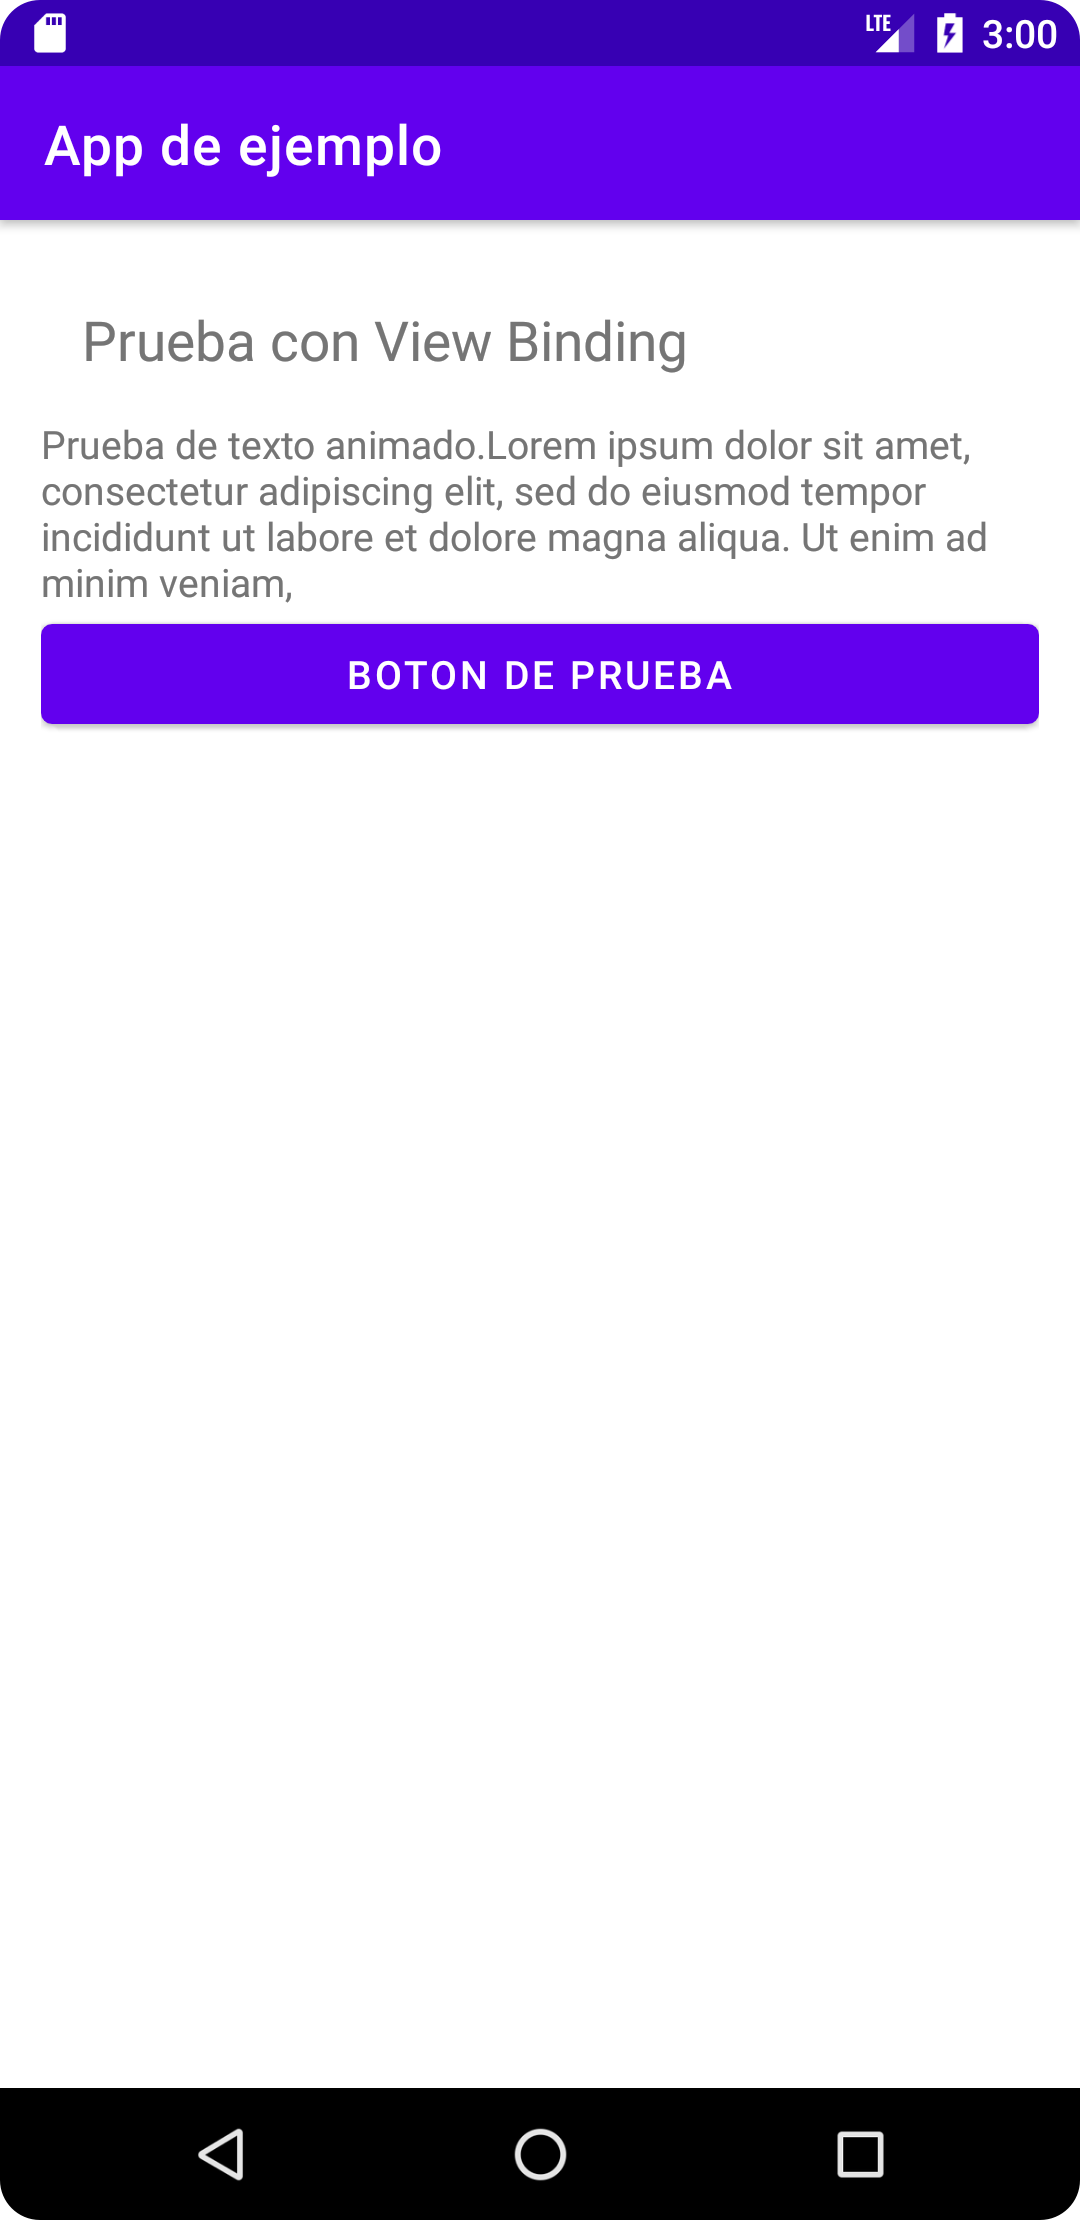 LTE 3:00
App de ejemplo
Prueba con View Binding
Prueba de texto animado.Lorem ipsum dolor sit amet,
consectetur adipiscing elit, sed do eiusmod tempor
incididunt ut labore et dolore magna aliqua. Ut enim ad
minim veniam,
BOTON DE PRUEBA